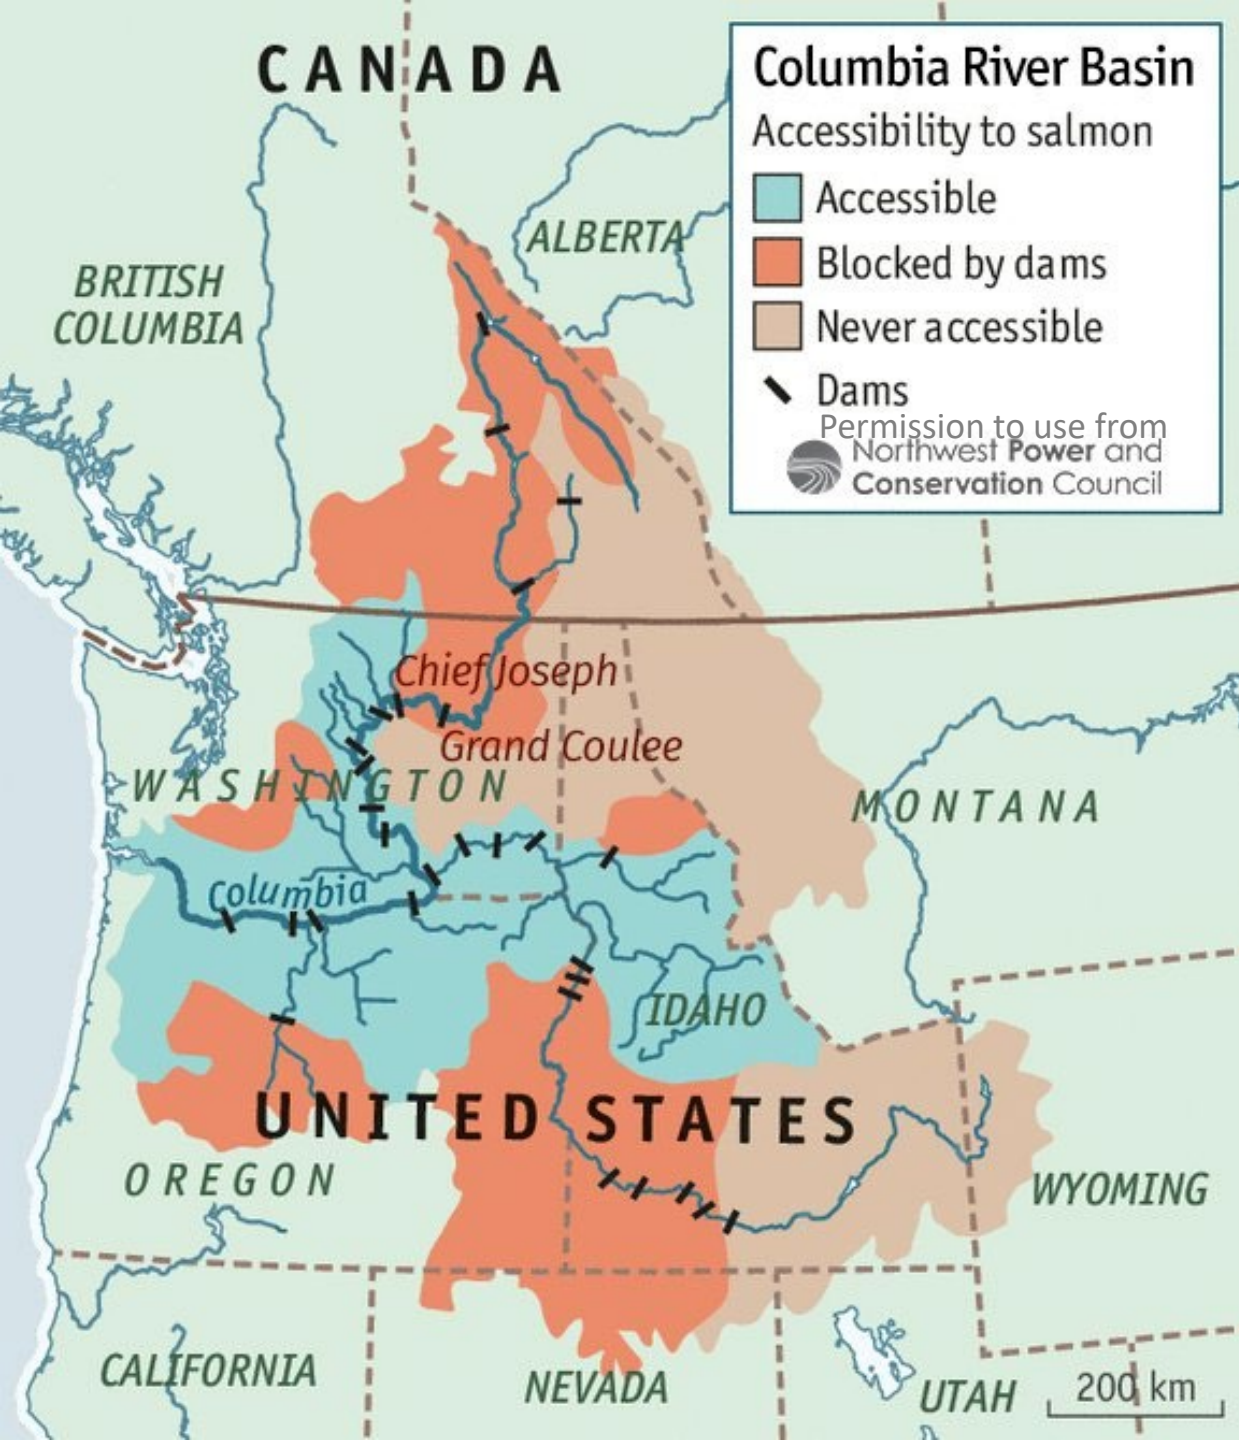 CANADA
Columbia River Basin
Accessibility to salmon
Accessible
Blocked by dams
Never accessible
Dams
Permission to use from
Northwest Power and
Conservation Council
ALBERTA
BRITISH
COLUMBIA
Chief Joseph
Grand Coulee
WASHINGTON
MONTANA
Columbia
IDAHO
UNITED STATES
OREGON
WYOMING
CALIFORNIA
NEVADA
UTAH
200 km